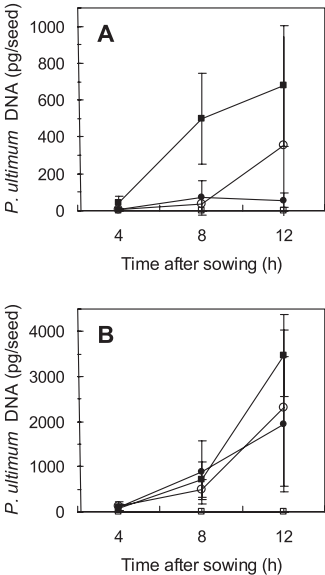 A
P. ultimum DNA (pg/seed)
1000
800
600
400
200
0
4 8 12
Time after sowing (h)
B
P. ultimum DNA (pg/seed)
4000
3000
2000
1000
0
4 8 12
Time after sowing (h)